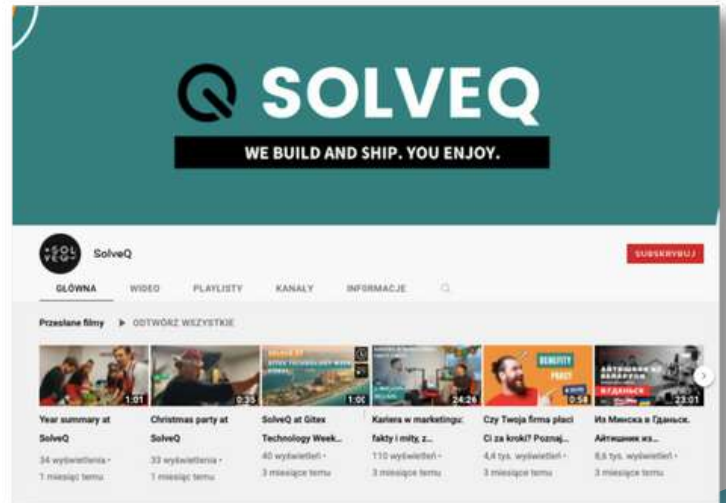 SOLVEQ
WE BUILD AND SHIP. YOU ENJOY.
SolveQ
SUBSKRYBUJ
GŁÓWNA WIDEO PLAYLISTY KANAŁY INFORMACJE
Przesłane filmy ▶ ODTWÓRZ WSZYSTKIE
1:01 0:35 1:00 24:26 0:54 23:01
BENEFITY
PRACY
Year summary at SolveQ
34 wyświetlenia •
1 miesiąc temu
Christmas party at SolveQ
33 wyświetlenia •
1 miesiąc temu
SolveQ at Gitex
Technology Week...
40 wyświetleń •
3 miesiące temu
Kariera w marketingu:
fakty i mity, z...
110 wyświetleń •
3 miesiące temu
Czy Twoja firma płaci
Ci za kroki? Poznaj...
4,4 tys. wyświetleń •
3 miesiące temu
Из Минска в Гданьск.
Айтишник из...
8,6 tys. wyświetleń •
3 miesiące temu